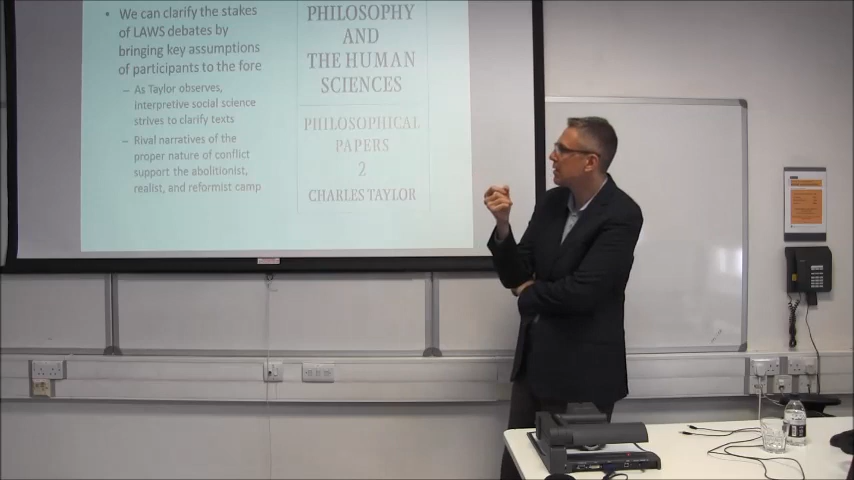 • We can clarify the stakes
of LAWS debates by
bringing key assumptions
of participants to the fore
– As Taylor observes,
interpretive social science
strives to clarify texts
– Rival narratives of the
proper nature of conflict
support the abolitionist,
realist, and reformist camp
PHILOSOPHY
AND
THE HUMAN
SCIENCES
PHILOSOPHICAL
PAPERS
2
CHARLES TAYLOR